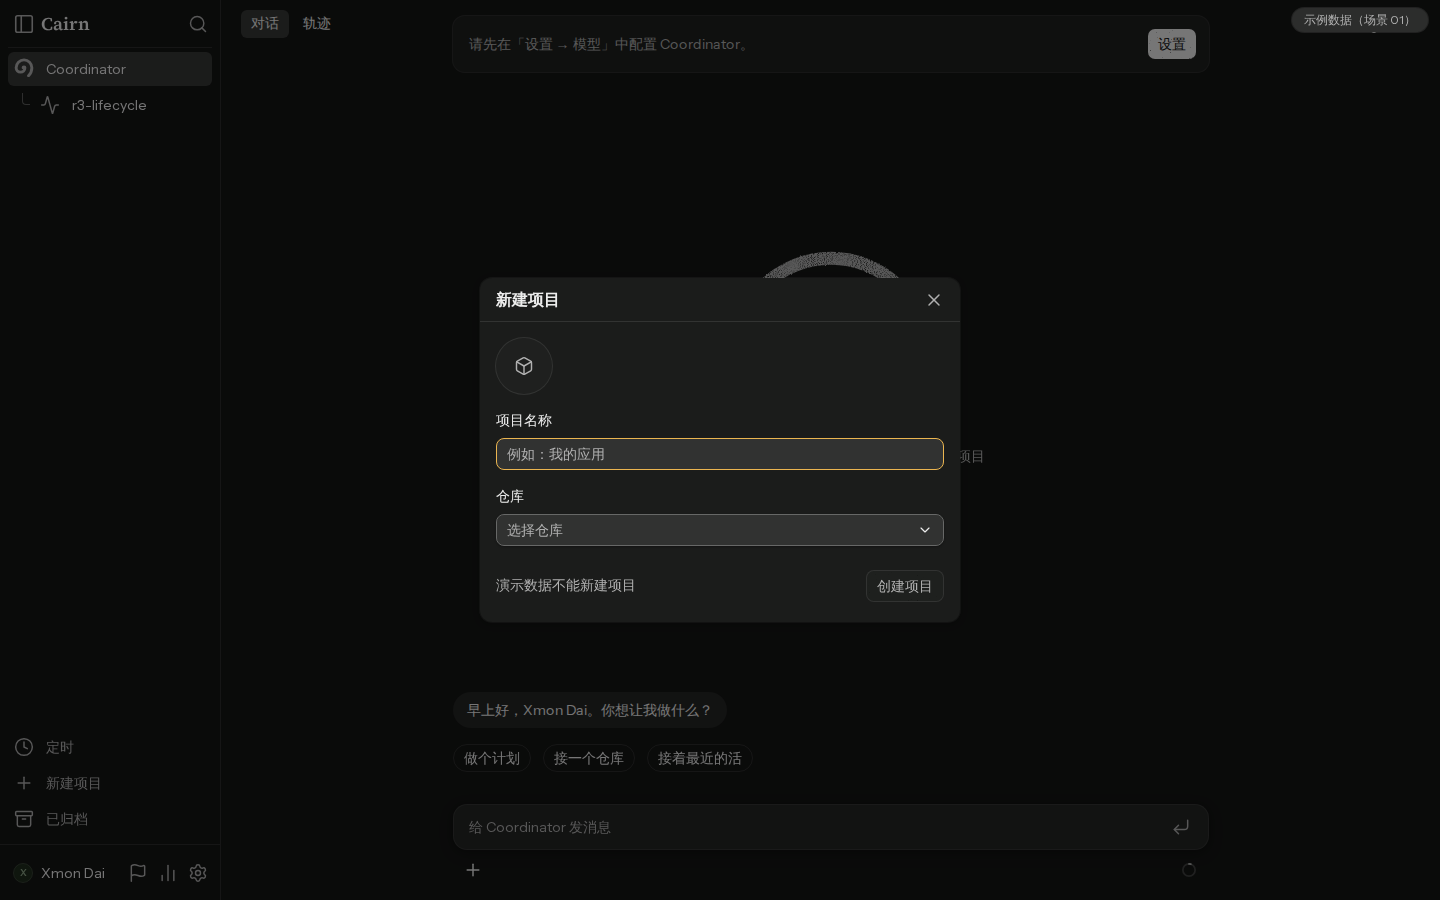 Cairn
Coordinator
r3-lifecycle
定时
新建项目
已归档
X
Xmon Dai
对话
轨迹
请先在「设置 → 模型」中配置 Coordinator。
设置
示例数据（场景 01）
新建项目
项目名称
例如：我的应用
仓库
选择仓库
演示数据不能新建项目
创建项目
项目
早上好，Xmon Dai。你想让我做什么？
做个计划
接一个仓库
接着最近的活
给 Coordinator 发消息